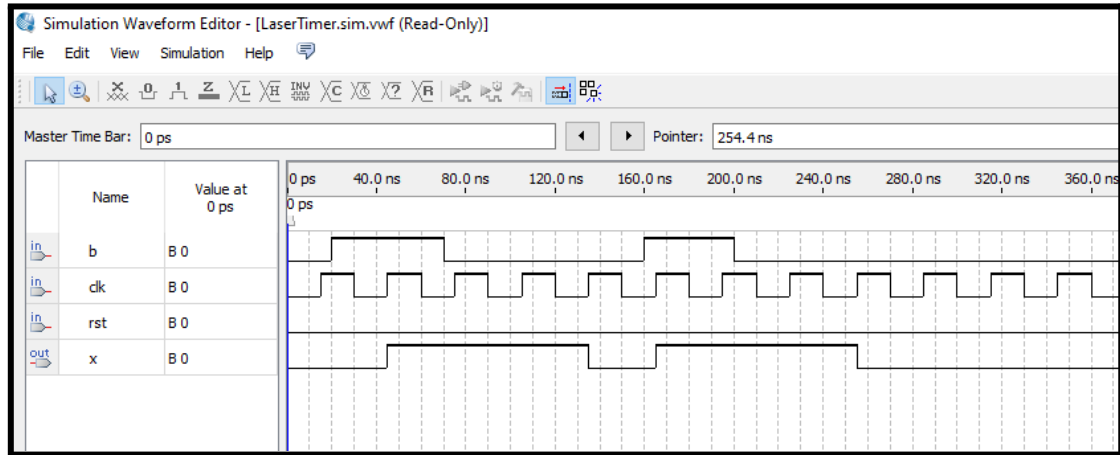 Simulation Waveform Editor - [LaserTimer.sim.vwf (Read-Only)]
File Edit View Simulation Help
Master Time Bar: 0 ps Pointer: 254.4 ns
Name Value at 0 ps
0 ps 40.0 ns 80.0 ns 120.0 ns 160.0 ns 200.0 ns 240.0 ns 280.0 ns 320.0 ns 360.0 ns
0 ps
in b B 0
in clk B 0
in rst B 0
out x B 0